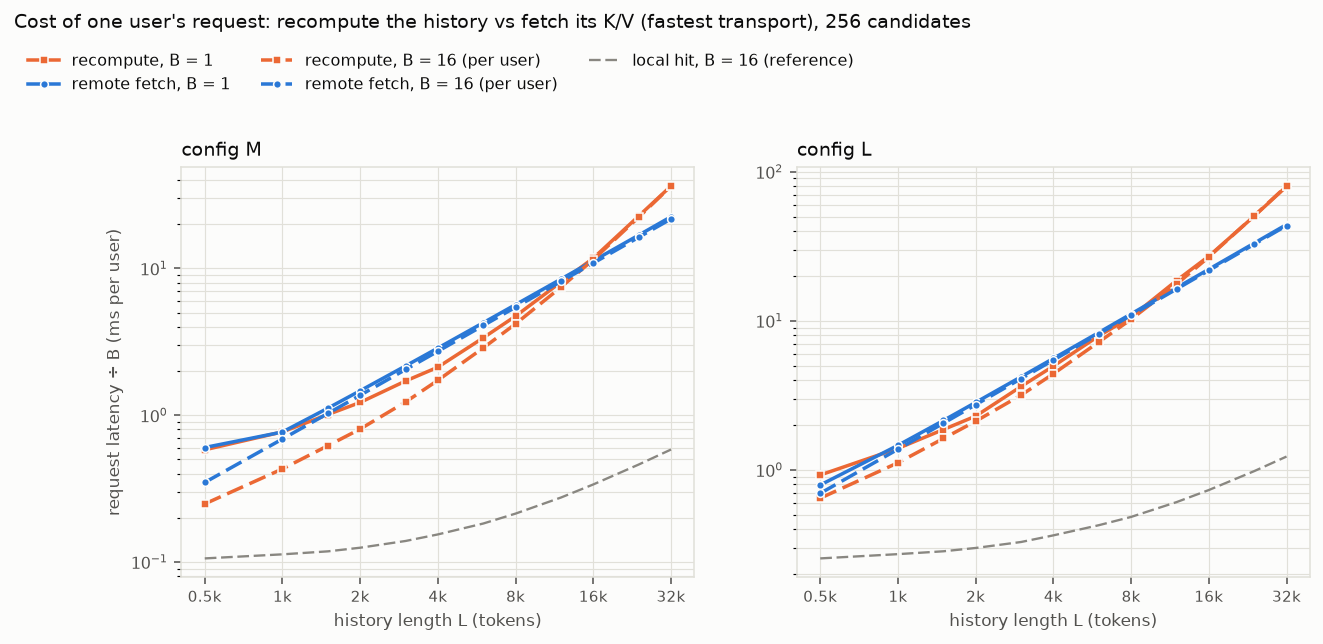 Cost of one user's request: recompute the history vs fetch its K/V (fastest transport), 256 candidates
recompute, B = 1
recompute, B = 16 (per user)
local hit, B = 16 (reference)
remote fetch, B = 1
remote fetch, B = 16 (per user)
config M
request latency ÷ B (ms per user)
10¹
10⁰
10⁻¹
0.5k 1k 2k 4k 8k 16k 32k
history length L (tokens)
config L
10²
10¹
10⁰
0.5k 1k 2k 4k 8k 16k 32k
history length L (tokens)